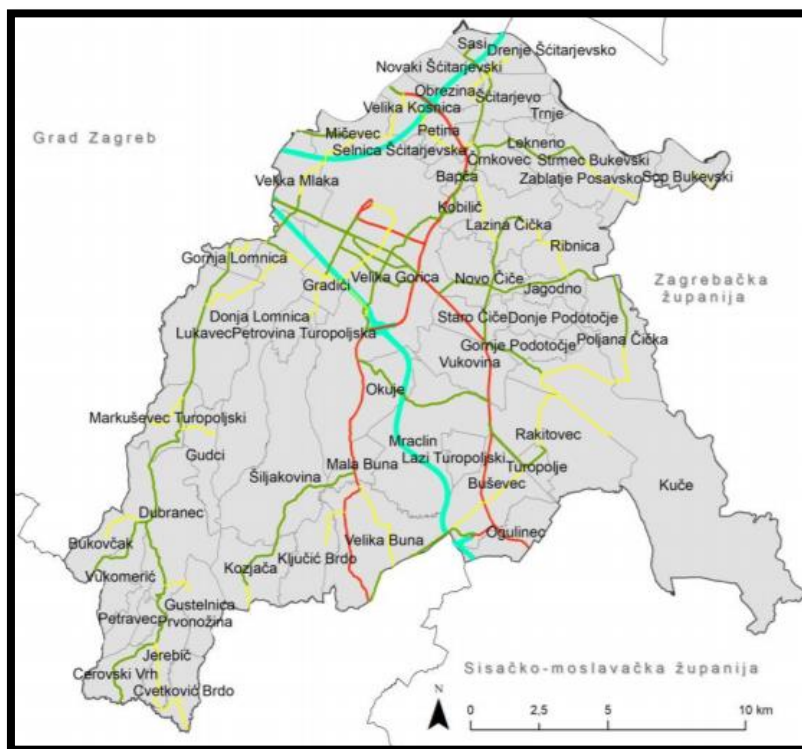 Sasi
Drenje Šćitarjevsko
Novaki Šćitarjevski
Obrezina
Šćitarjevo
Velika Kosnica
Trnje
Grad Zagreb
Mičevec
Petina
Lekneno
Selnica Šćitarjevska
Črnkovec
Strmec Bukevski
Bapča
Zablatje Posavsko
Sop Bukevski
Velika Mlaka
Kobilić
Lazina Čička
Ribnica
Gornja Lomnica
Gradići
Velika Gorica
Novo Čiče
Jagodno
Zagrebačka
županija
Donja Lomnica
Staro Čiče
Donje Podotočje
Lukavec
Petrovina Turopoljska
Gornje Podotočje
Poljana Čička
Vukovina
Okuje
Markuševec Turopoljski
Gudci
Mraclin
Rakitovec
Šiljakovina
Mala Buna
Lazi Turopoljski
Turopolje
Buševec
Kuče
Dubranec
Bukovčak
Velika Buna
Ogulinec
Ključić Brdo
Vukomerić
Kozjača
Gustelnica
Petravec
Prvonožina
Jerebić
Cerovski Vrh
Cvetković Brdo
Sisačko-moslavačka županija
N
0 2,5 5 10 km